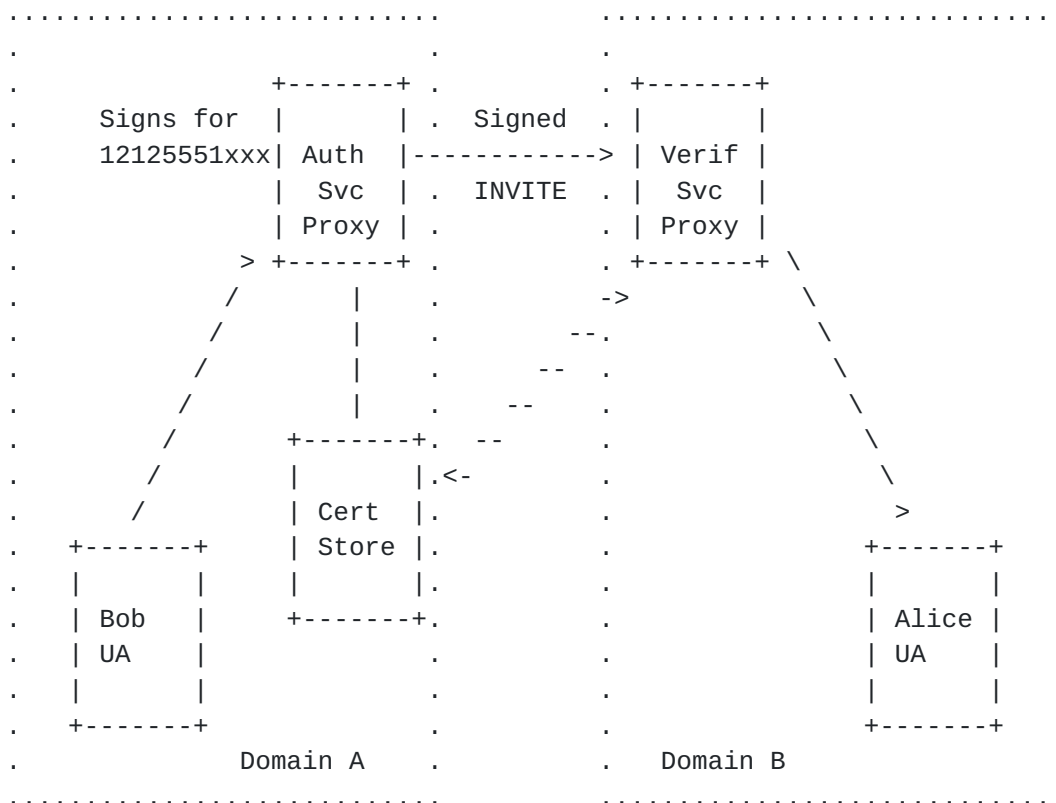 Signs for
Signed
12125551xxx
Auth
Verif
Svc
INVITE
Svc
Proxy
Proxy
Cert
Store
Bob
Alice
UA
UA
Domain A
Domain B